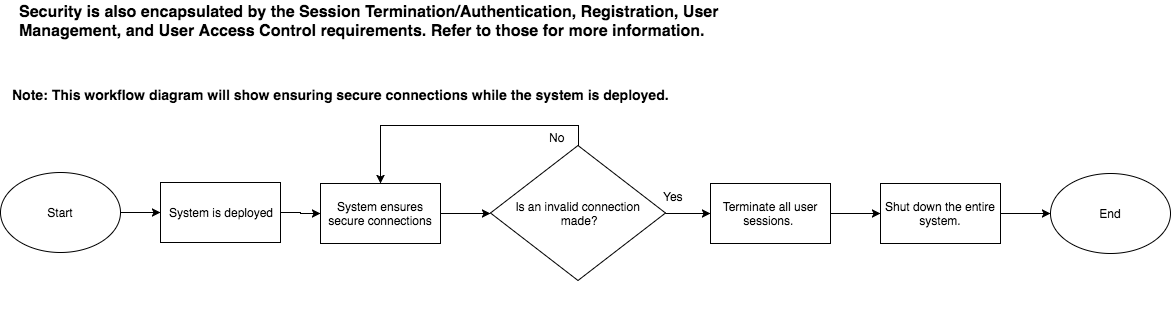 Security is also encapsulated by the Session Termination/Authentication, Registration, User
Management, and User Access Control requirements. Refer to those for more information.
Note: This workflow diagram will show ensuring secure connections while the system is deployed.
No
Start
System is deployed
System ensures
secure connections
Is an invalid connection
made?
Yes
Terminate all user
sessions.
Shut down the entire
system.
End